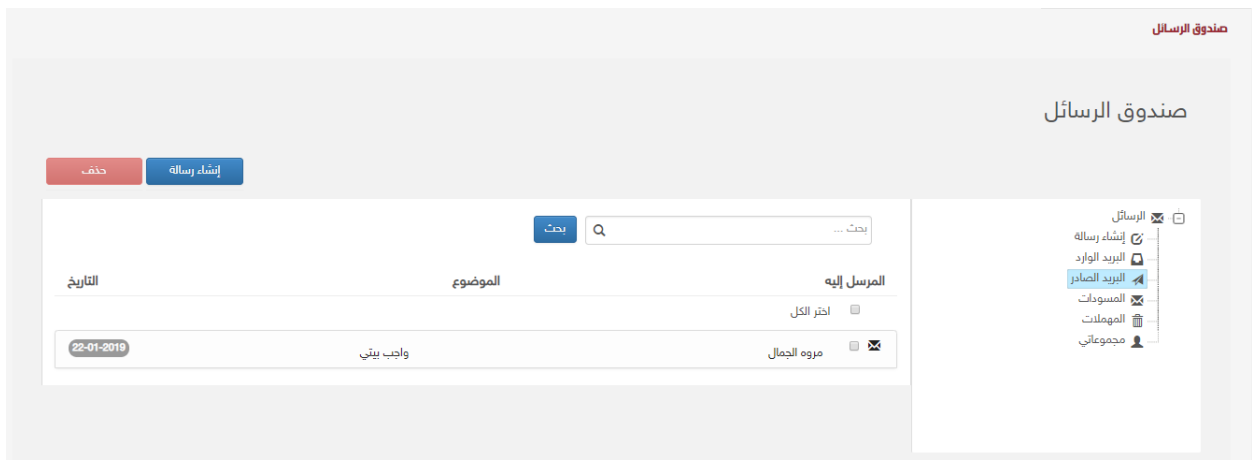 صندوق الرسائل
صندوق الرسائل
إنشاء رسالة
حذف
الرسائل
إنشاء رسالة
البريد الوارد
البريد الصادر
المسودات
المهملات
مجموعاتي
بحث ...
بحث
المرسل إليه الموضوع التاريخ
اختر الكل
مروه الجمال واجب بيتي 22-01-2019